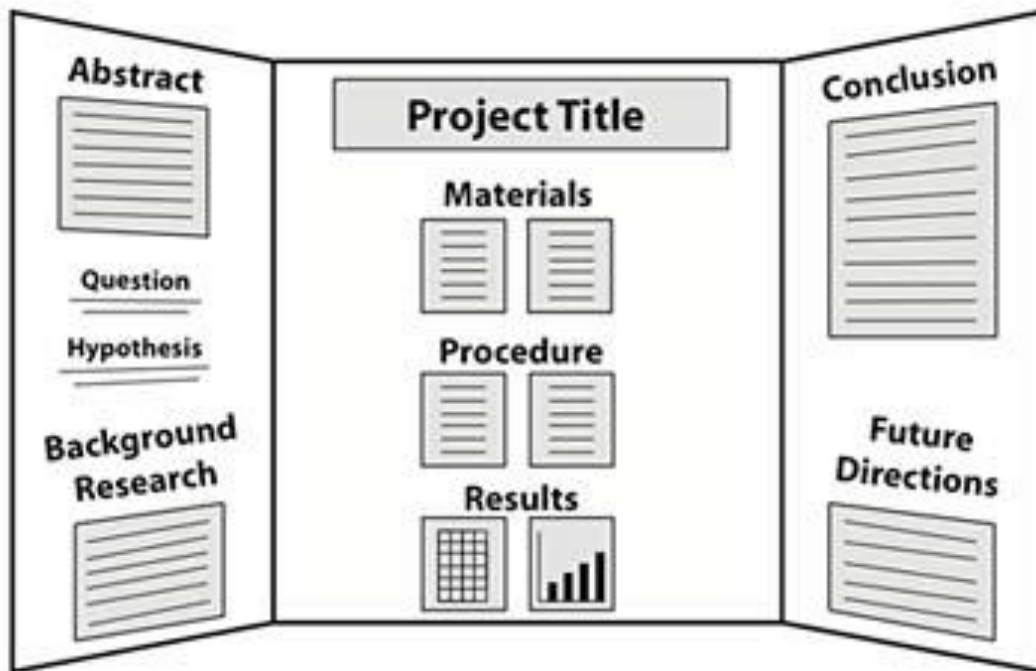 Abstract
Question
Hypothesis
Background
Research
Project Title
Materials
Procedure
Results
Conclusion
Future
Directions